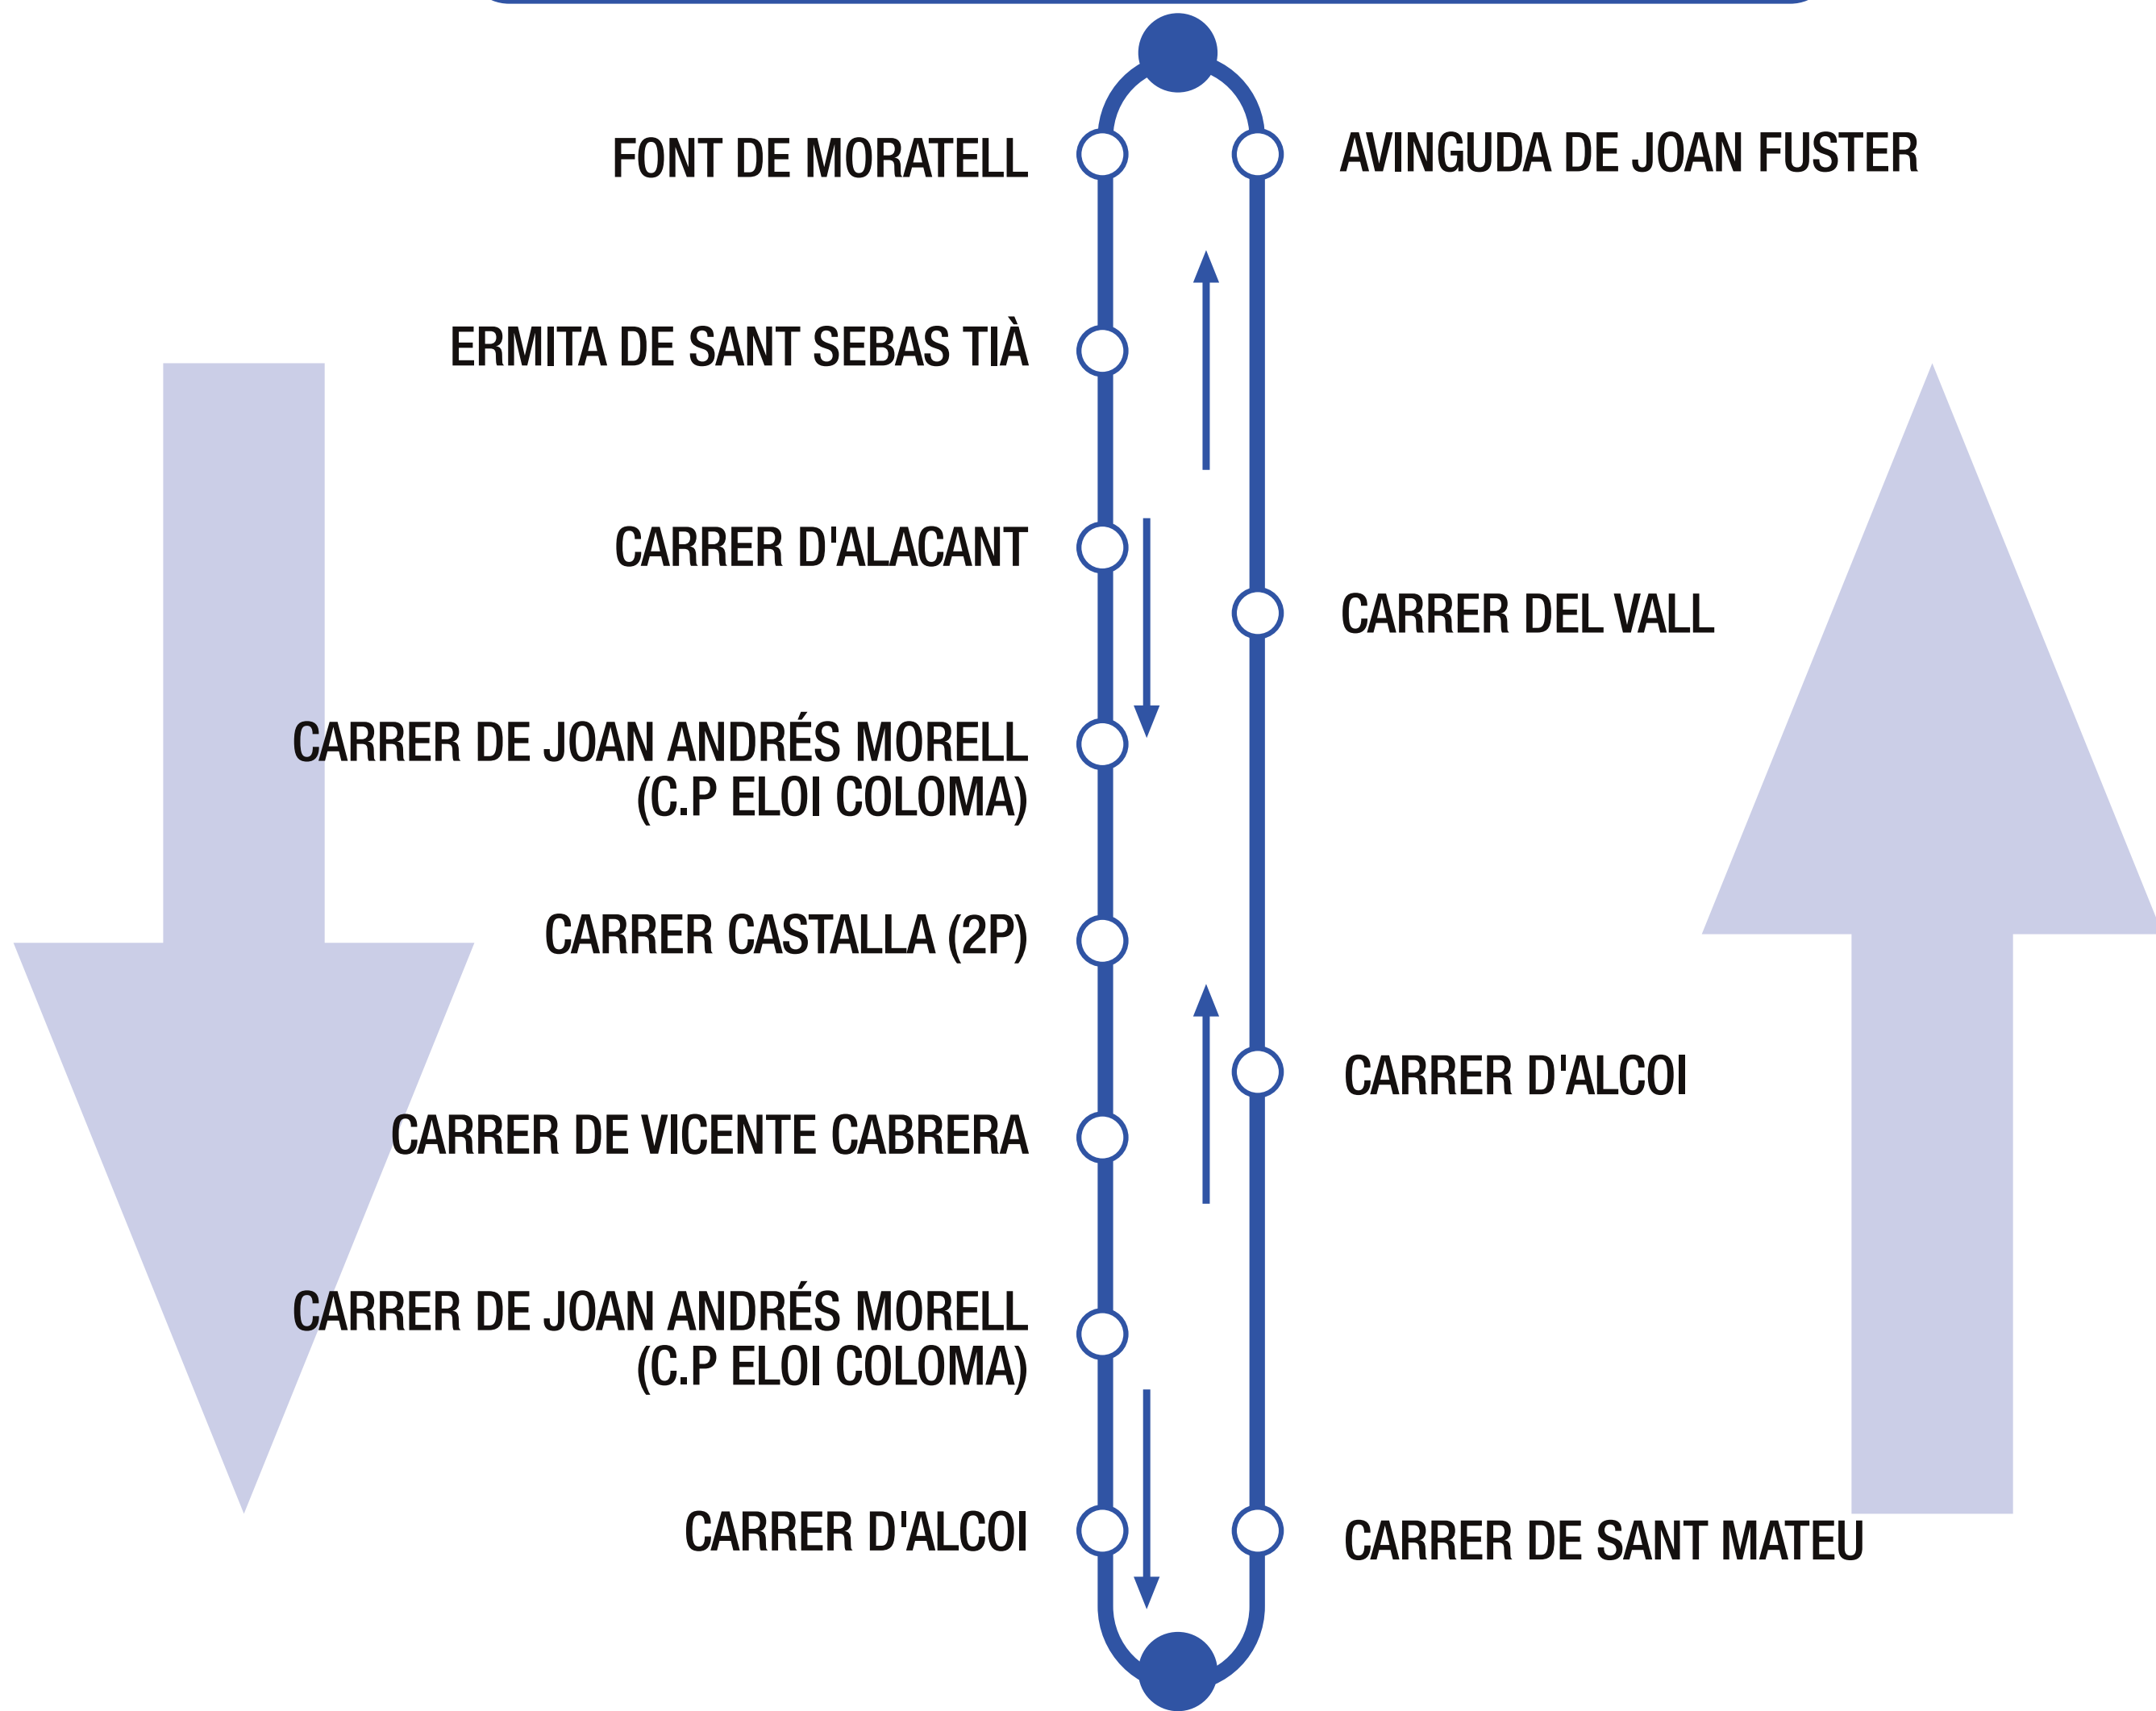 FONT DE MORATELL
AVINGUDA DE JOAN FUSTER
ERMITA DE SANT SEBAS TIÀ
CARRER D'ALACANT
CARRER DEL VALL
CARRER DE JOAN ANDRÉS MORELL
(C.P ELOI COLOMA)
CARRER CASTALLA (2P)
CARRER D'ALCOI
CARRER DE VICENTE CABRERA
CARRER DE JOAN ANDRÉS MORELL
(C.P ELOI COLOMA)
CARRER D'ALCOI
CARRER DE SANT MATEU